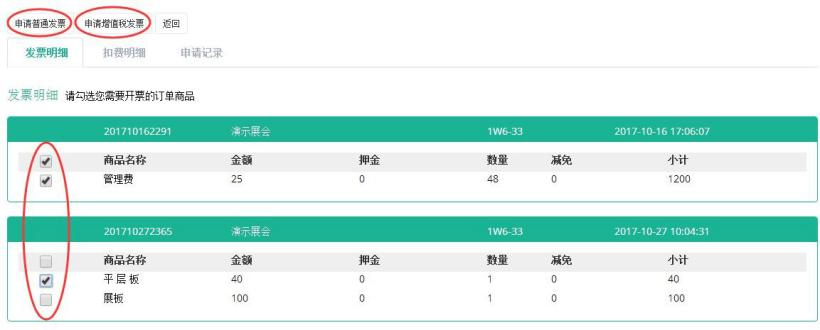 申请普通发票 申请增值税发票 返回
发票明细 扣费明细 申请记录
发票明细 请勾选您需要开票的订单商品
201710162291 演示展会 1W6-33 2017-10-16 17:06:07
商品名称 金额 押金 数量 减免 小计
管理费 25 0 48 0 1200
201710272365 演示展会 1W6-33 2017-10-27 10:04:31
商品名称 金额 押金 数量 减免 小计
平层板 40 0 1 0 40
展板 100 0 1 0 100